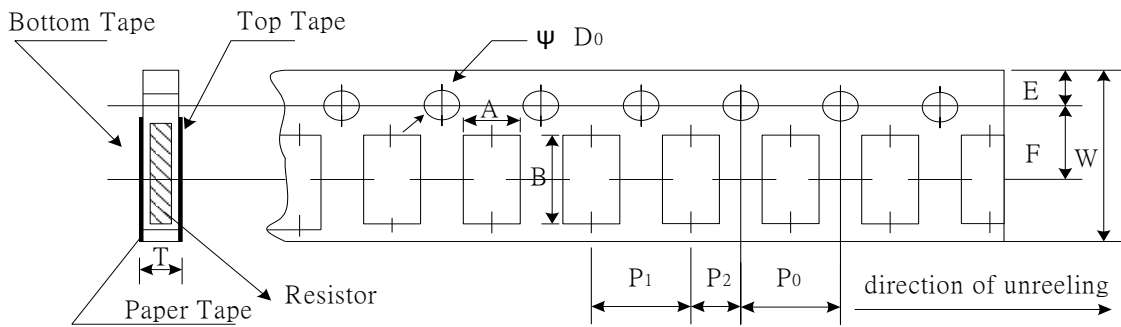 Bottom Tape
Top Tape
Ψ D₀
E
A
F
W
B
T
P₁
P₂
P₀
Resistor
direction of unreeling
Paper Tape